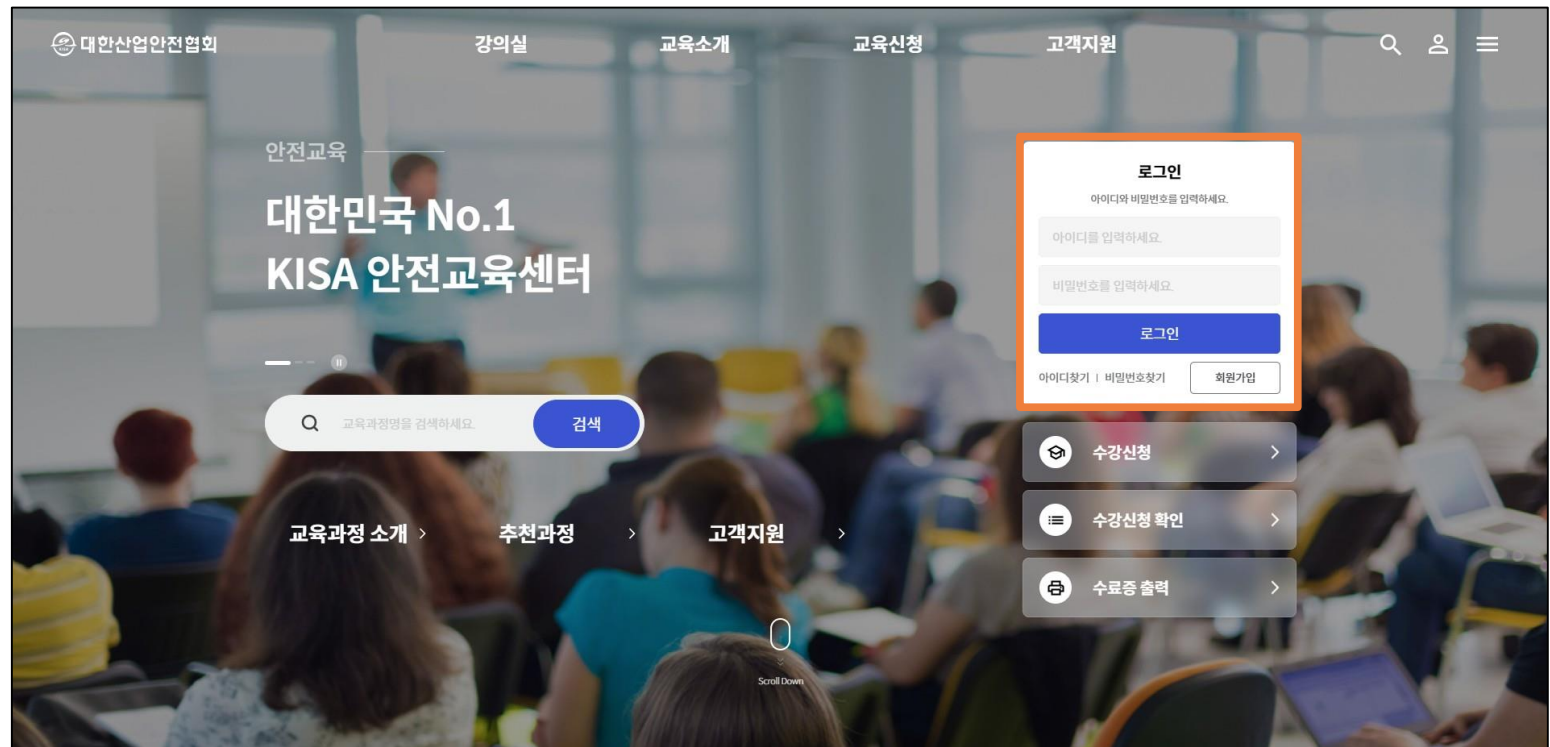 대한산업안전협회
강의실
교육소개
교육신청
고객지원
안전교육
대한민국 No.1
KISA 안전교육센터
교육과정명을 검색하세요.
검색
교육과정 소개
추천과정
고객지원
Scroll Down
로그인
아이디와 비밀번호를 입력하세요.
아이디를 입력하세요.
비밀번호를 입력하세요.
로그인
아이디찾기 | 비밀번호찾기
회원가입
수강신청
수강신청 확인
수료증 출력